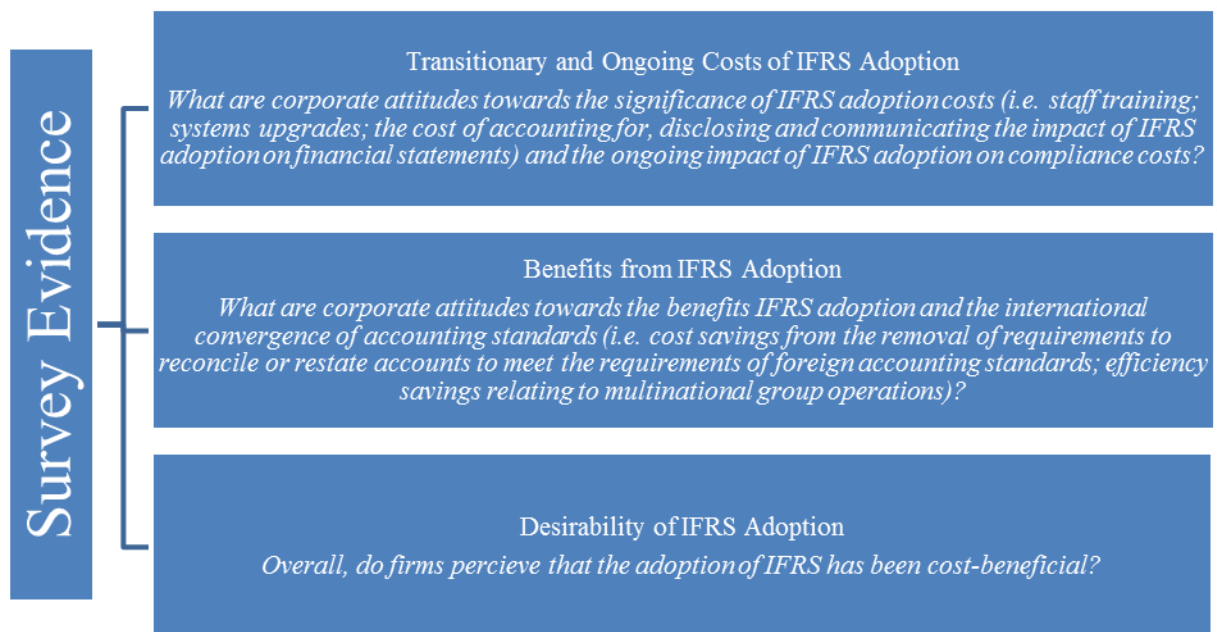 Survey Evidence
Transitionary and Ongoing Costs of IFRS Adoption
What are corporate attitudes towards the significance of IFRS adoption costs (i.e. staff training;
systems upgrades; the cost of accounting for, disclosing and communicating the impact of IFRS
adoption on financial statements) and the ongoing impact of IFRS adoption on compliance costs?
Benefits from IFRS Adoption
What are corporate attitudes towards the benefits IFRS adoption and the international
convergence of accounting standards (i.e. cost savings from the removal of requirements to
reconcile or restate accounts to meet the requirements of foreign accounting standards; efficiency
savings relating to multinational group operations)?
Desirability of IFRS Adoption
Overall, do firms percieve that the adoption of IFRS has been cost-beneficial?